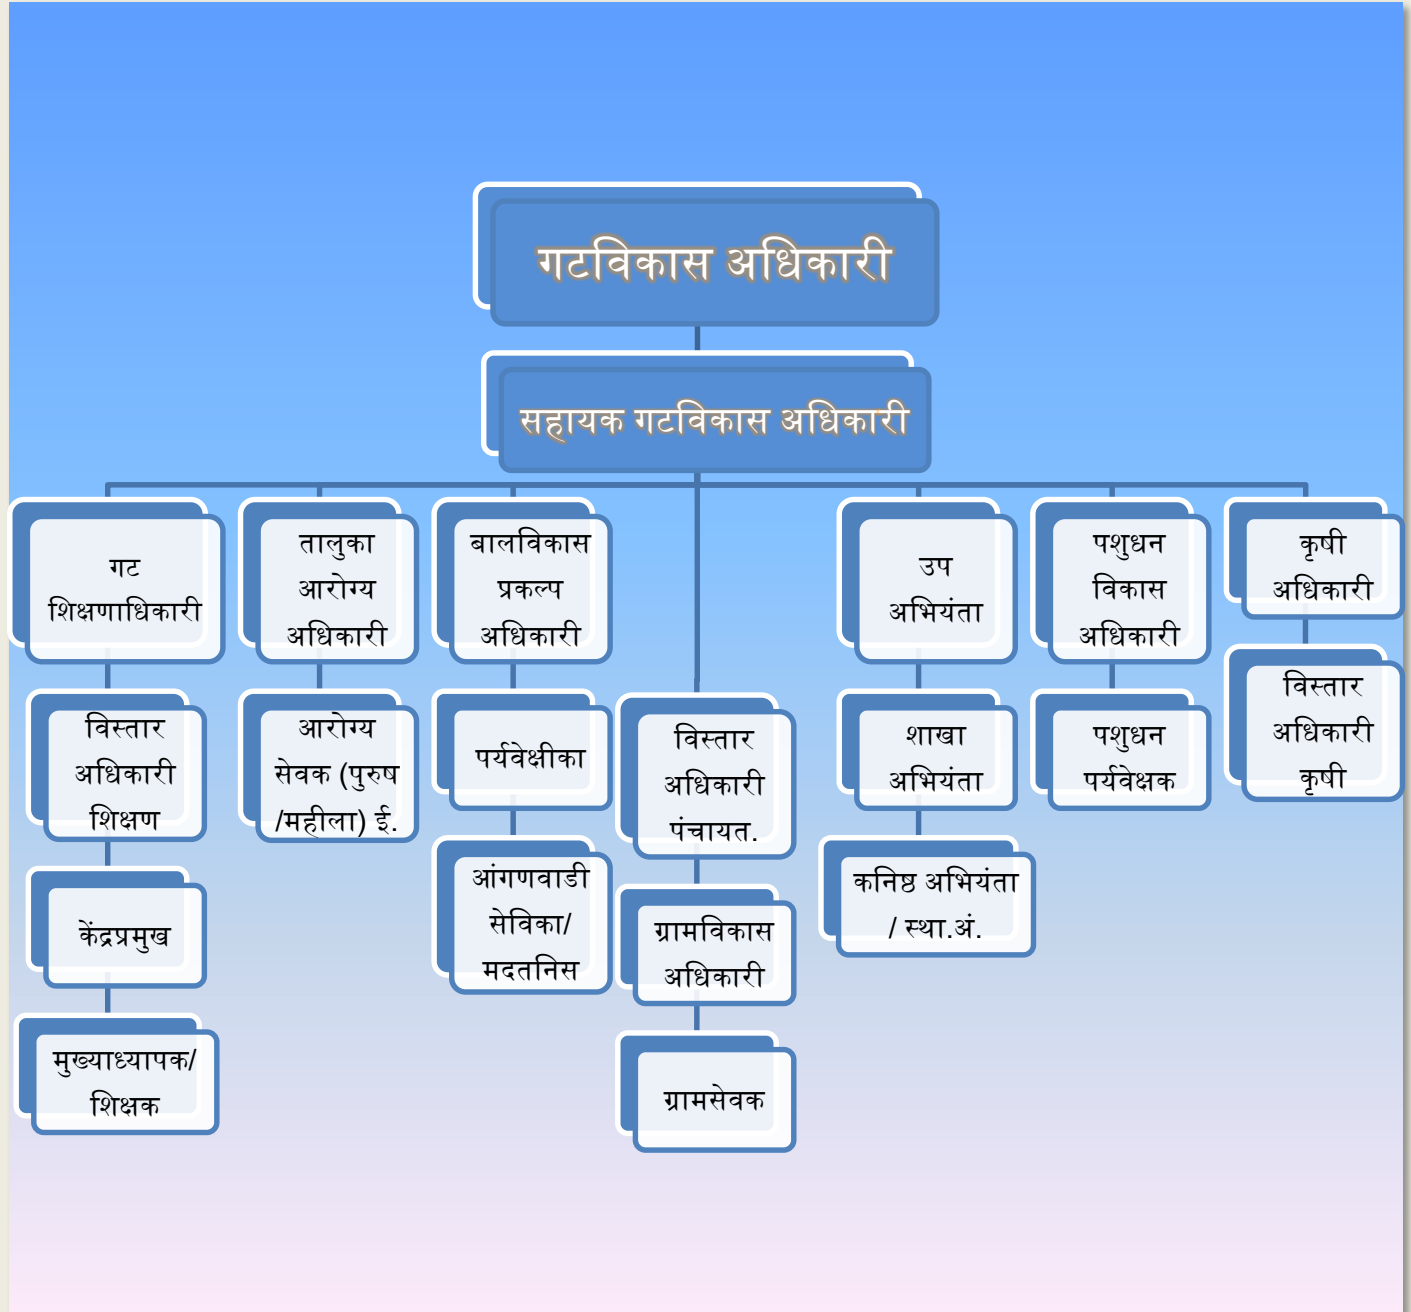 गटविकास अधिकारी
सहायक गटविकास अधिकारी
गट
शिक्षणाधिकारी
विस्तार
अधिकारी
शिक्षण
केंद्रप्रमुख
मुख्याध्यापक/
शिक्षक
तालुका
आरोग्य
अधिकारी
आरोग्य
सेवक (पुरुष
/महीला) ई.
बालविकास
प्रकल्प
अधिकारी
पर्यवेक्षीका
आंगणवाडी
सेविका/
मदतनिस
विस्तार
अधिकारी
पंचायत.
ग्रामविकास
अधिकारी
ग्रामसेवक
उप
अभियंता
शाखा
अभियंता
कनिष्ठ अभियंता
/ स्था.अं.
पशुधन
विकास
अधिकारी
पशुधन
पर्यवेक्षक
कृषी
अधिकारी
विस्तार
अधिकारी
कृषी